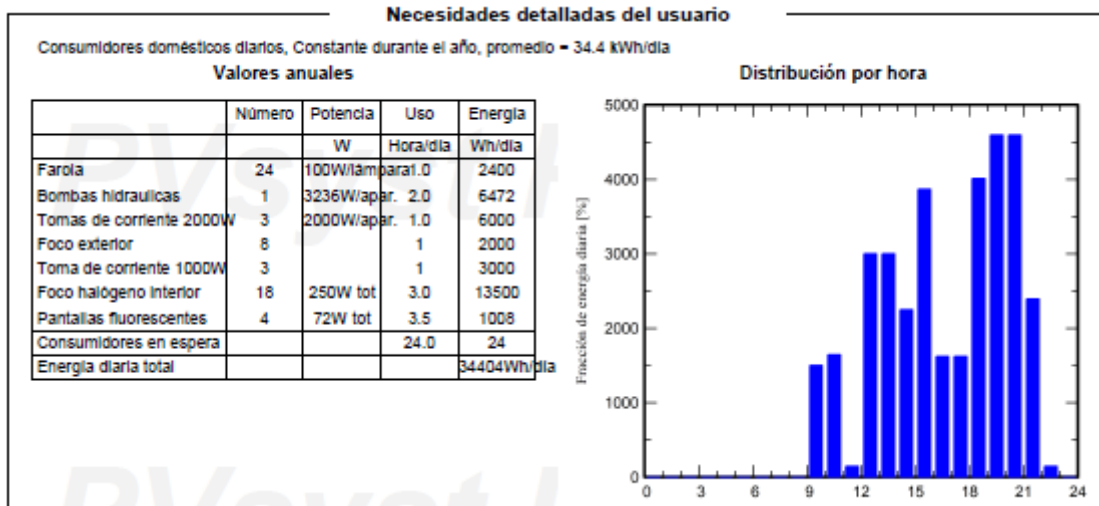 Necesidades detalladas del usuario
Consumidores domésticos diarios, Constante durante el año, promedio = 34.4 kWh/día
Valores anuales
Número Potencia Uso Energía
W Hora/día Wh/día
Farola 24 100W/lámpara 1.0 2400
Bombas hidraulicas 1 3236W/apar. 2.0 6472
Tomas de corriente 2000W 3 2000W/apar. 1.0 6000
Foco exterior 8 1 2000
Toma de corriente 1000W 3 1 3000
Foco halógeno interior 18 250W tot 3.0 13500
Pantallas fluorescentes 4 72W tot 3.5 1008
Consumidores en espera 24.0 24
Energía diaria total 34404Wh/día
Distribución por hora
Fracción de energía diaria [%]
5000
4000
3000
2000
1000
0
0 3 6 9 12 15 18 21 24
PVsyst
PVsyst